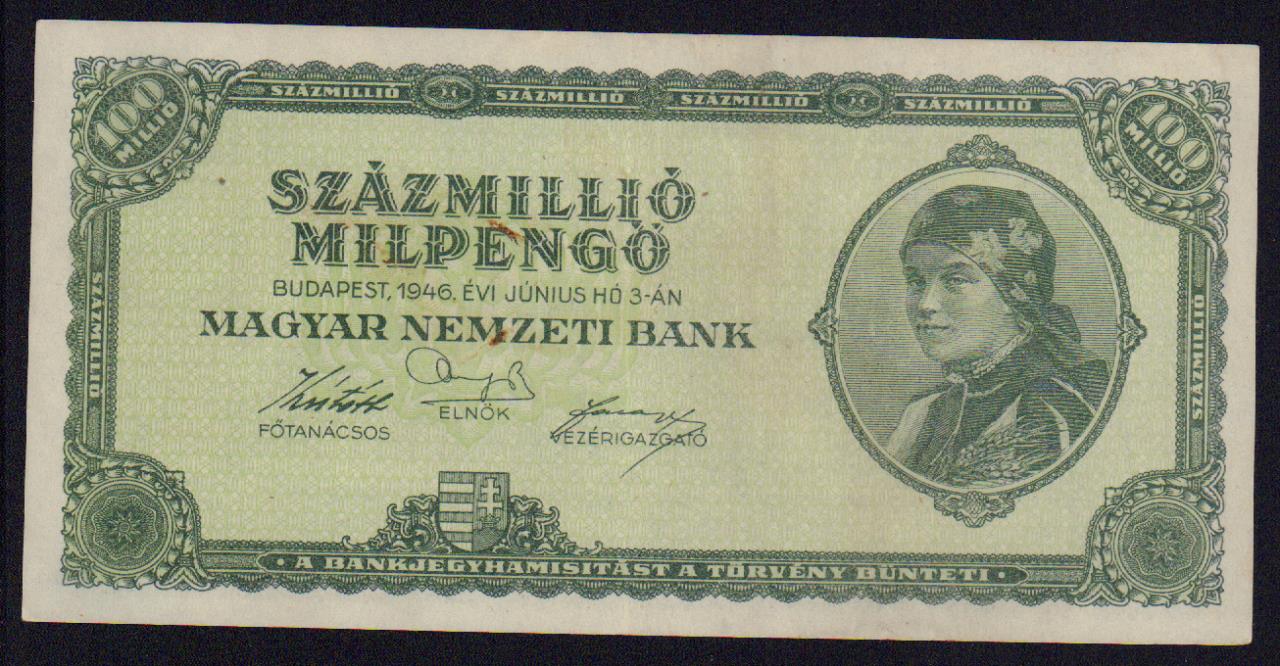 SZÁZMILLIÓ SZÁZMILLIÓ SZÁZMILLIÓ SZÁZMILLIÓ
100
MILLIÓ
100
MILLIÓ
SZÁZMILLIÓ
MILPENGŐ
BUDAPEST, 1946. ÉVI JÚNIUS HÓ 3-ÁN
MAGYAR NEMZETI BANK
FŐTANÁCSOS
ELNÖK
VEZÉRIGAZGATÓ
SZÁZMILLIÓ
SZÁZMILLIÓ
· A BANKJEGYHAMISITÁST A TÖRVÉNY BÜNTETI ·